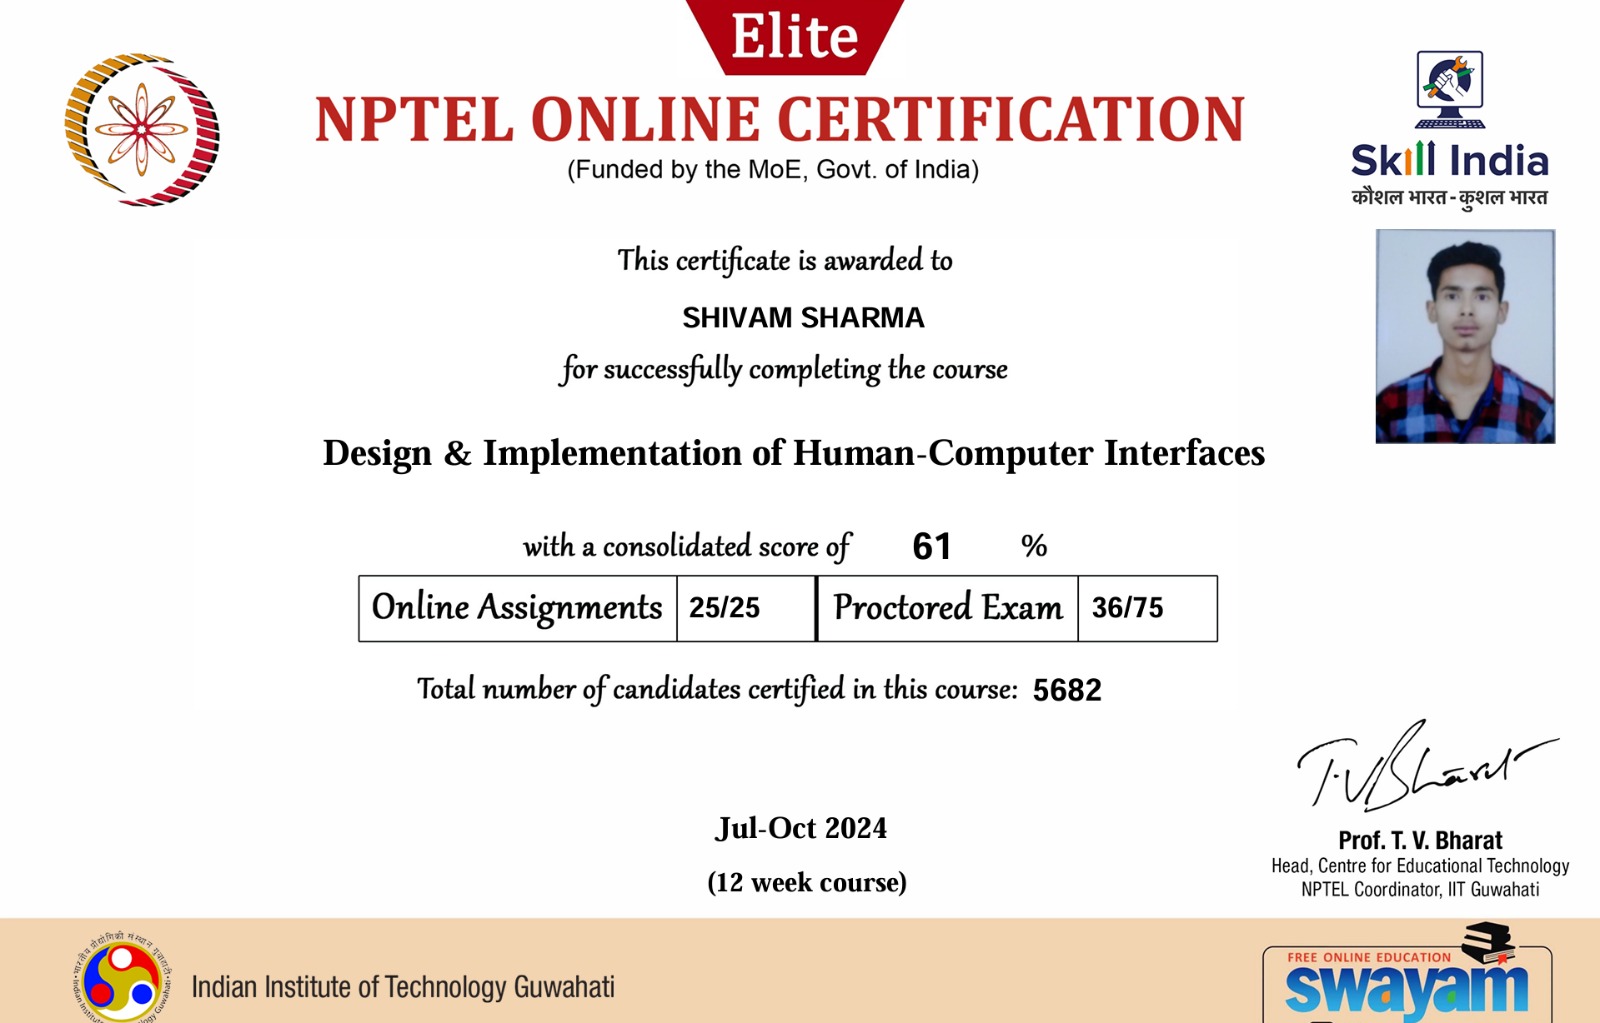 Elite
NPTEL ONLINE CERTIFICATION
(Funded by the MoE, Govt. of India)
Skill India
कौशल भारत - कुशल भारत
This certificate is awarded to
SHIVAM SHARMA
for successfully completing the course
Design & Implementation of Human-Computer Interfaces
with a consolidated score of 61 %
Online Assignments 25/25 Proctored Exam 36/75
Total number of candidates certified in this course: 5682
T.V Bharat
Jul-Oct 2024
(12 week course)
Prof. T. V. Bharat
Head, Centre for Educational Technology
NPTEL Coordinator, IIT Guwahati
भारतीय प्रौद्योगिकी संस्थान गुवाहाटी
Indian Institute of Technology Guwahati
FREE ONLINE EDUCATION
swayam